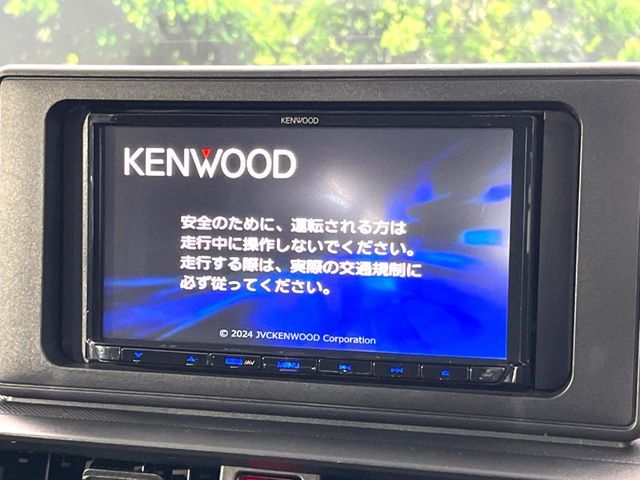 KENWOOD
KENWOOD
安全のために、運転される方は
走行中に操作しないでください。
走行する際は、実際の交通規制に
必ず従ってください。
© 2024 JVCKENWOOD Corporation
/AV
MENU